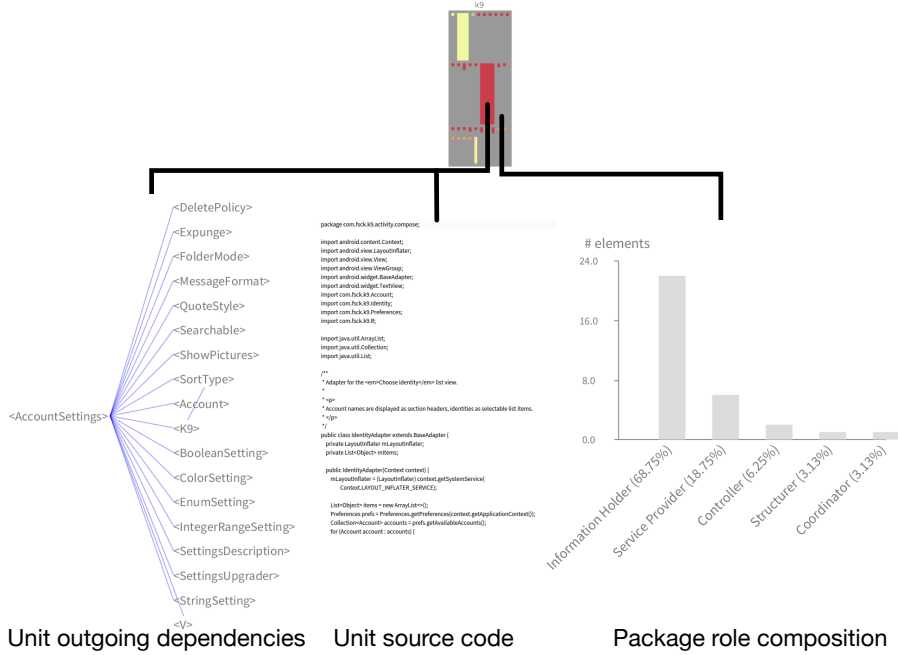 k9
<DeletePolicy>
<Expunge>
<FolderMode>
<MessageFormat>
<QuoteStyle>
<Searchable>
<ShowPictures>
<SortType>
<Account>
<AccountSettings>
<K9>
<BooleanSetting>
<ColorSetting>
<EnumSetting>
<IntegerRangeSetting>
<SettingsDescription>
<SettingsUpgrader>
<StringSetting>
<V>
Unit outgoing dependencies
package com.fsck.k9.activity.compose;
import android.content.Context;
import android.view.LayoutInflater;
import android.view.View;
import android.view.ViewGroup;
import android.widget.BaseAdapter;
import android.widget.TextView;
import com.fsck.k9.Account;
import com.fsck.k9.Identity;
import com.fsck.k9.Preferences;
import com.fsck.k9.R;
import java.util.ArrayList;
import java.util.Collection;
import java.util.List;
/**
* Adapter for the <em>Choose identity</em> list view.
*
* <p>
* Account names are displayed as section headers, identities as selectable list items.
* </p>
*/
public class IdentityAdapter extends BaseAdapter {
private LayoutInflater mLayoutInflater;
private List<Object> mItems;
public IdentityAdapter(Context context) {
mLayoutInflater = (LayoutInflater) context.getSystemService(
Context.LAYOUT_INFLATER_SERVICE);
List<Object> items = new ArrayList<>();
Preferences prefs = Preferences.getPreferences(context.getApplicationContext());
Collection<Account> accounts = prefs.getAvailableAccounts();
for (Account account : accounts) {
Unit source code
# elements
24.0
16.0
8.0
0.0
Information Holder (68.75%)
Service Provider (18.75%)
Controller (6.25%)
Structurer (3.13%)
Coordinator (3.13%)
Package role composition